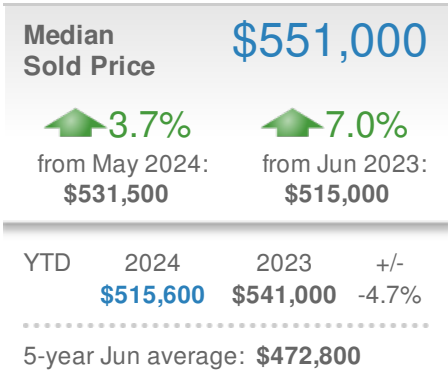 Median
Sold Price
$551,000
3.7%
from May 2024:
$531,500
7.0%
from Jun 2023:
$515,000
YTD 2024 2023 +/-
$515,600 $541,000 -4.7%
5-year Jun average: $472,800